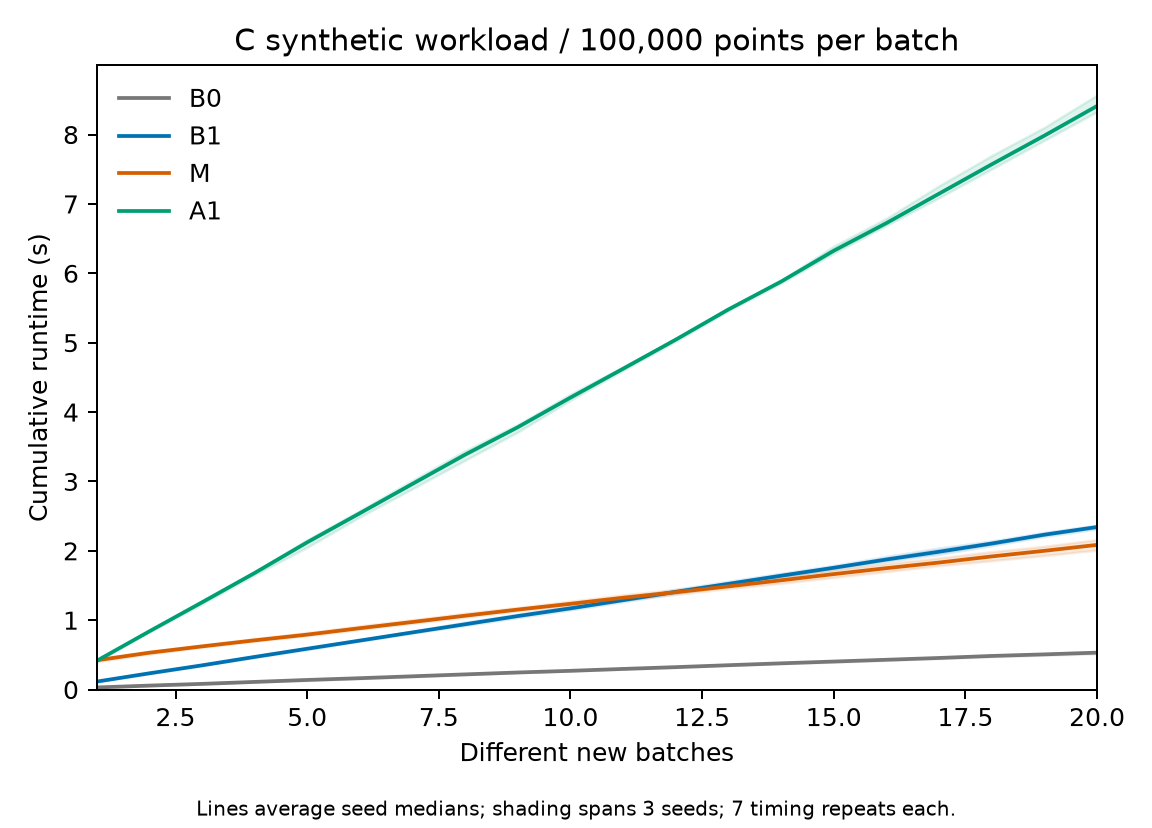 C synthetic workload / 100,000 points per batch
B0
B1
M
A1
Cumulative runtime (s)
8
7
6
5
4
3
2
1
0
2.5 5.0 7.5 10.0 12.5 15.0 17.5 20.0
Different new batches
Lines average seed medians; shading spans 3 seeds; 7 timing repeats each.